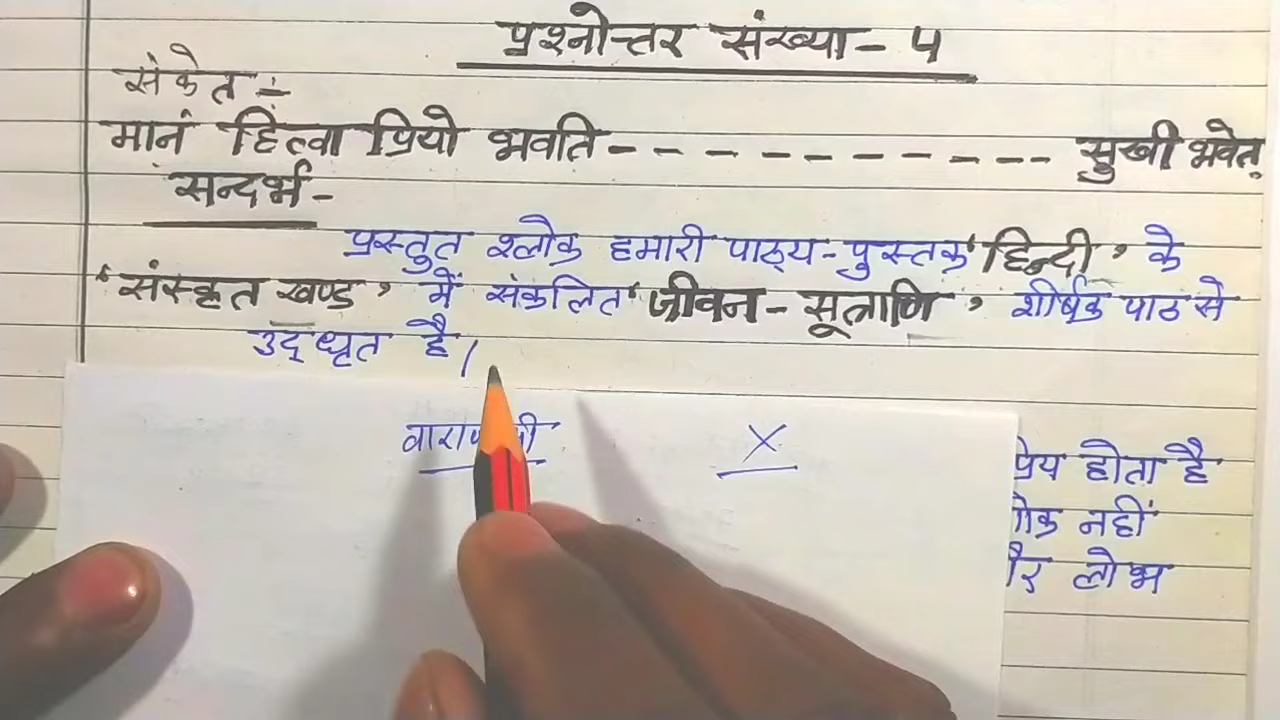 प्रश्नोत्तर संख्या - 4
संकेत :-
मानं हित्वा प्रियो भवति - - - - - - - - - - - - सुखी भवेत्
सन्दर्भ -
प्रस्तुत श्लोक हमारी पाठ्य-पुस्तक 'हिन्दी' के
'संस्कृत खण्ड' में संकलित 'जीवन - सूत्राणि' शीर्षक पाठ से
उद्धृत है।
X
प्रिय होता है
नहीं
लोभ